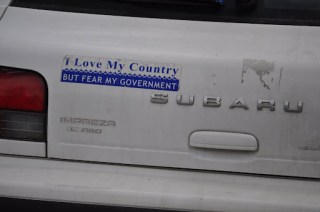 I Love My Country
BUT FEAR MY GOVERNMENT
SUBARU
IMPREZA